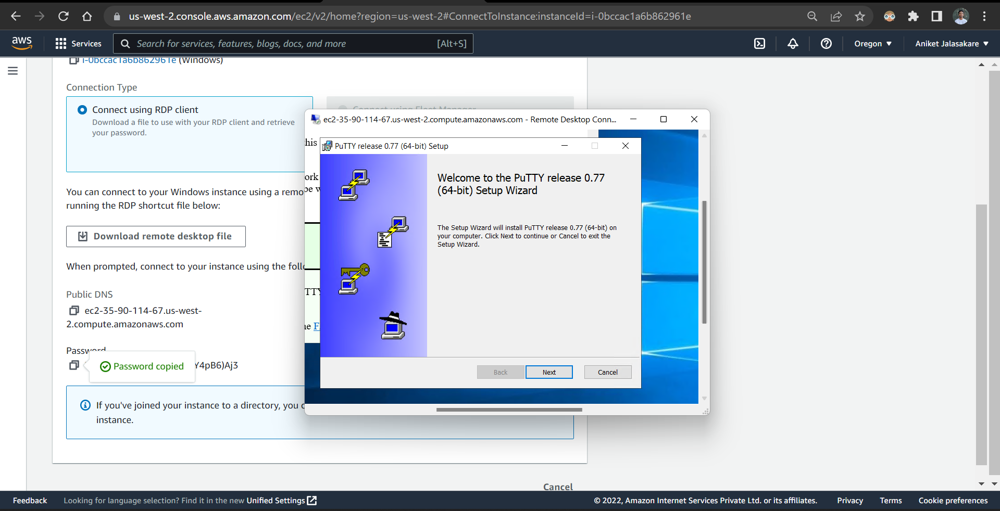 us-west-2.console.aws.amazon.com/ec2/v2/home?region=us-west-2#ConnectToInstance:instanceId=i-0bccac1a6b862961e
aws
Services
Search for services, features, blogs, docs, and more
[Alt+S]
Oregon
Aniket Jalasakare
i-0bccac1a6b862961e (Windows)
Connection Type
Connect using RDP client
Download a file to use with your RDP client and retrieve
your password.
Connect using Fleet Manager
You can connect to your Windows instance using a remo
running the RDP shortcut file below:
Download remote desktop file
When prompted, connect to your instance using the follo
Public DNS
ec2-35-90-114-67.us-west-
2.compute.amazonaws.com
Password
Password copied
Y4pB6)Aj3
If you've joined your instance to a directory, you c
instance.
Cancel
ec2-35-90-114-67.us-west-2.compute.amazonaws.com - Remote Desktop Conn...
his
ork
be w
TTY
he F
PuTTY release 0.77 (64-bit) Setup
Welcome to the PuTTY release 0.77
(64-bit) Setup Wizard
The Setup Wizard will install PuTTY release 0.77 (64-bit) on
your computer. Click Next to continue or Cancel to exit the
Setup Wizard.
Back
Next
Cancel
Feedback
Looking for language selection? Find it in the new Unified Settings
© 2022, Amazon Internet Services Private Ltd. or its affiliates.
Privacy
Terms
Cookie preferences